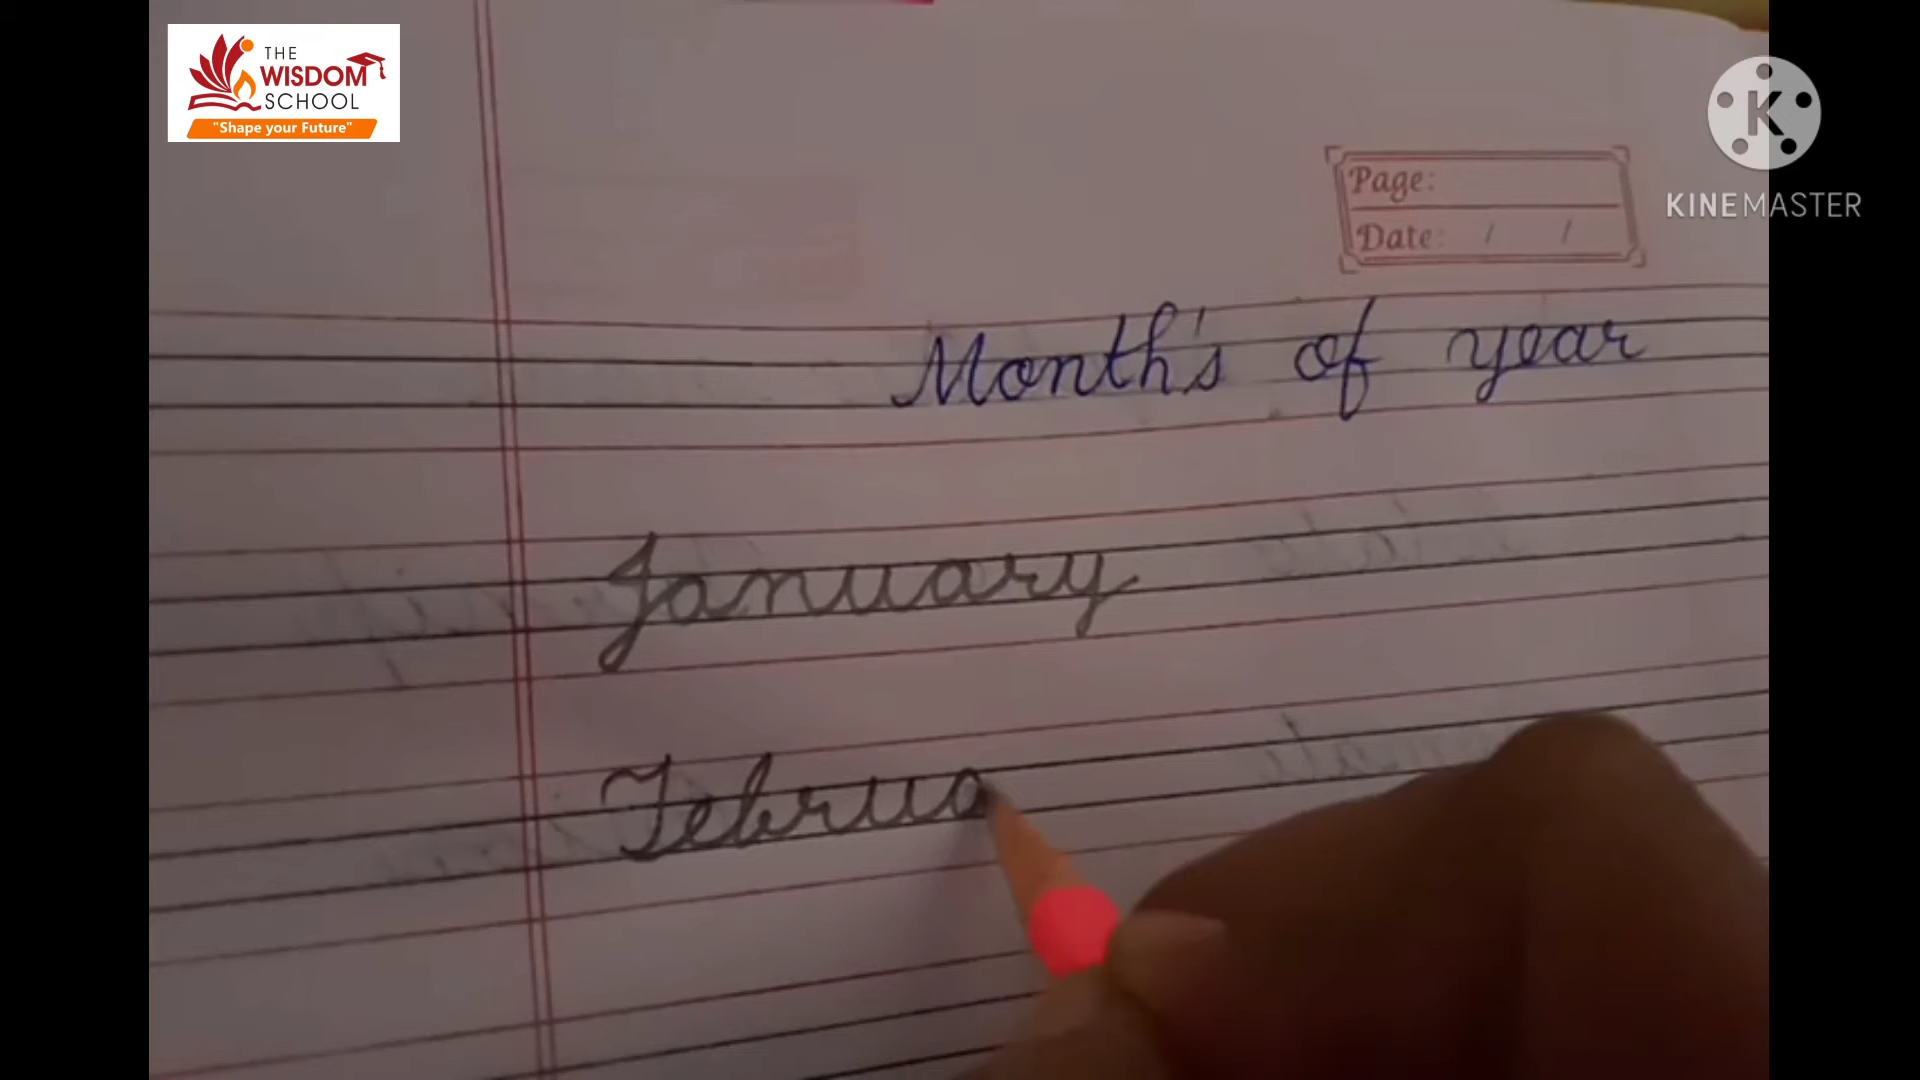 THE
WISDOM
SCHOOL
"Shape your Future"
K
KINEMASTER
Page:
Date: / /
Month's of year
January
Februa